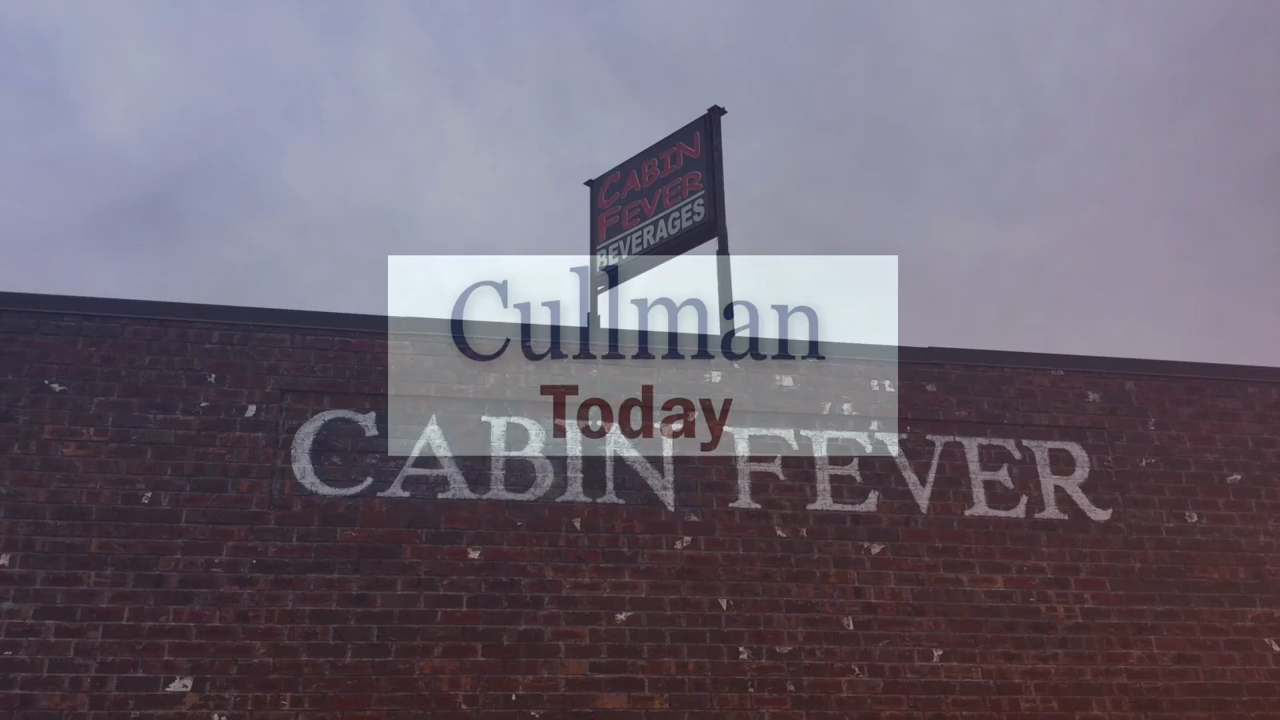 CABIN
FEVER
BEVERAGES
Cullman
Today
CABIN FEVER